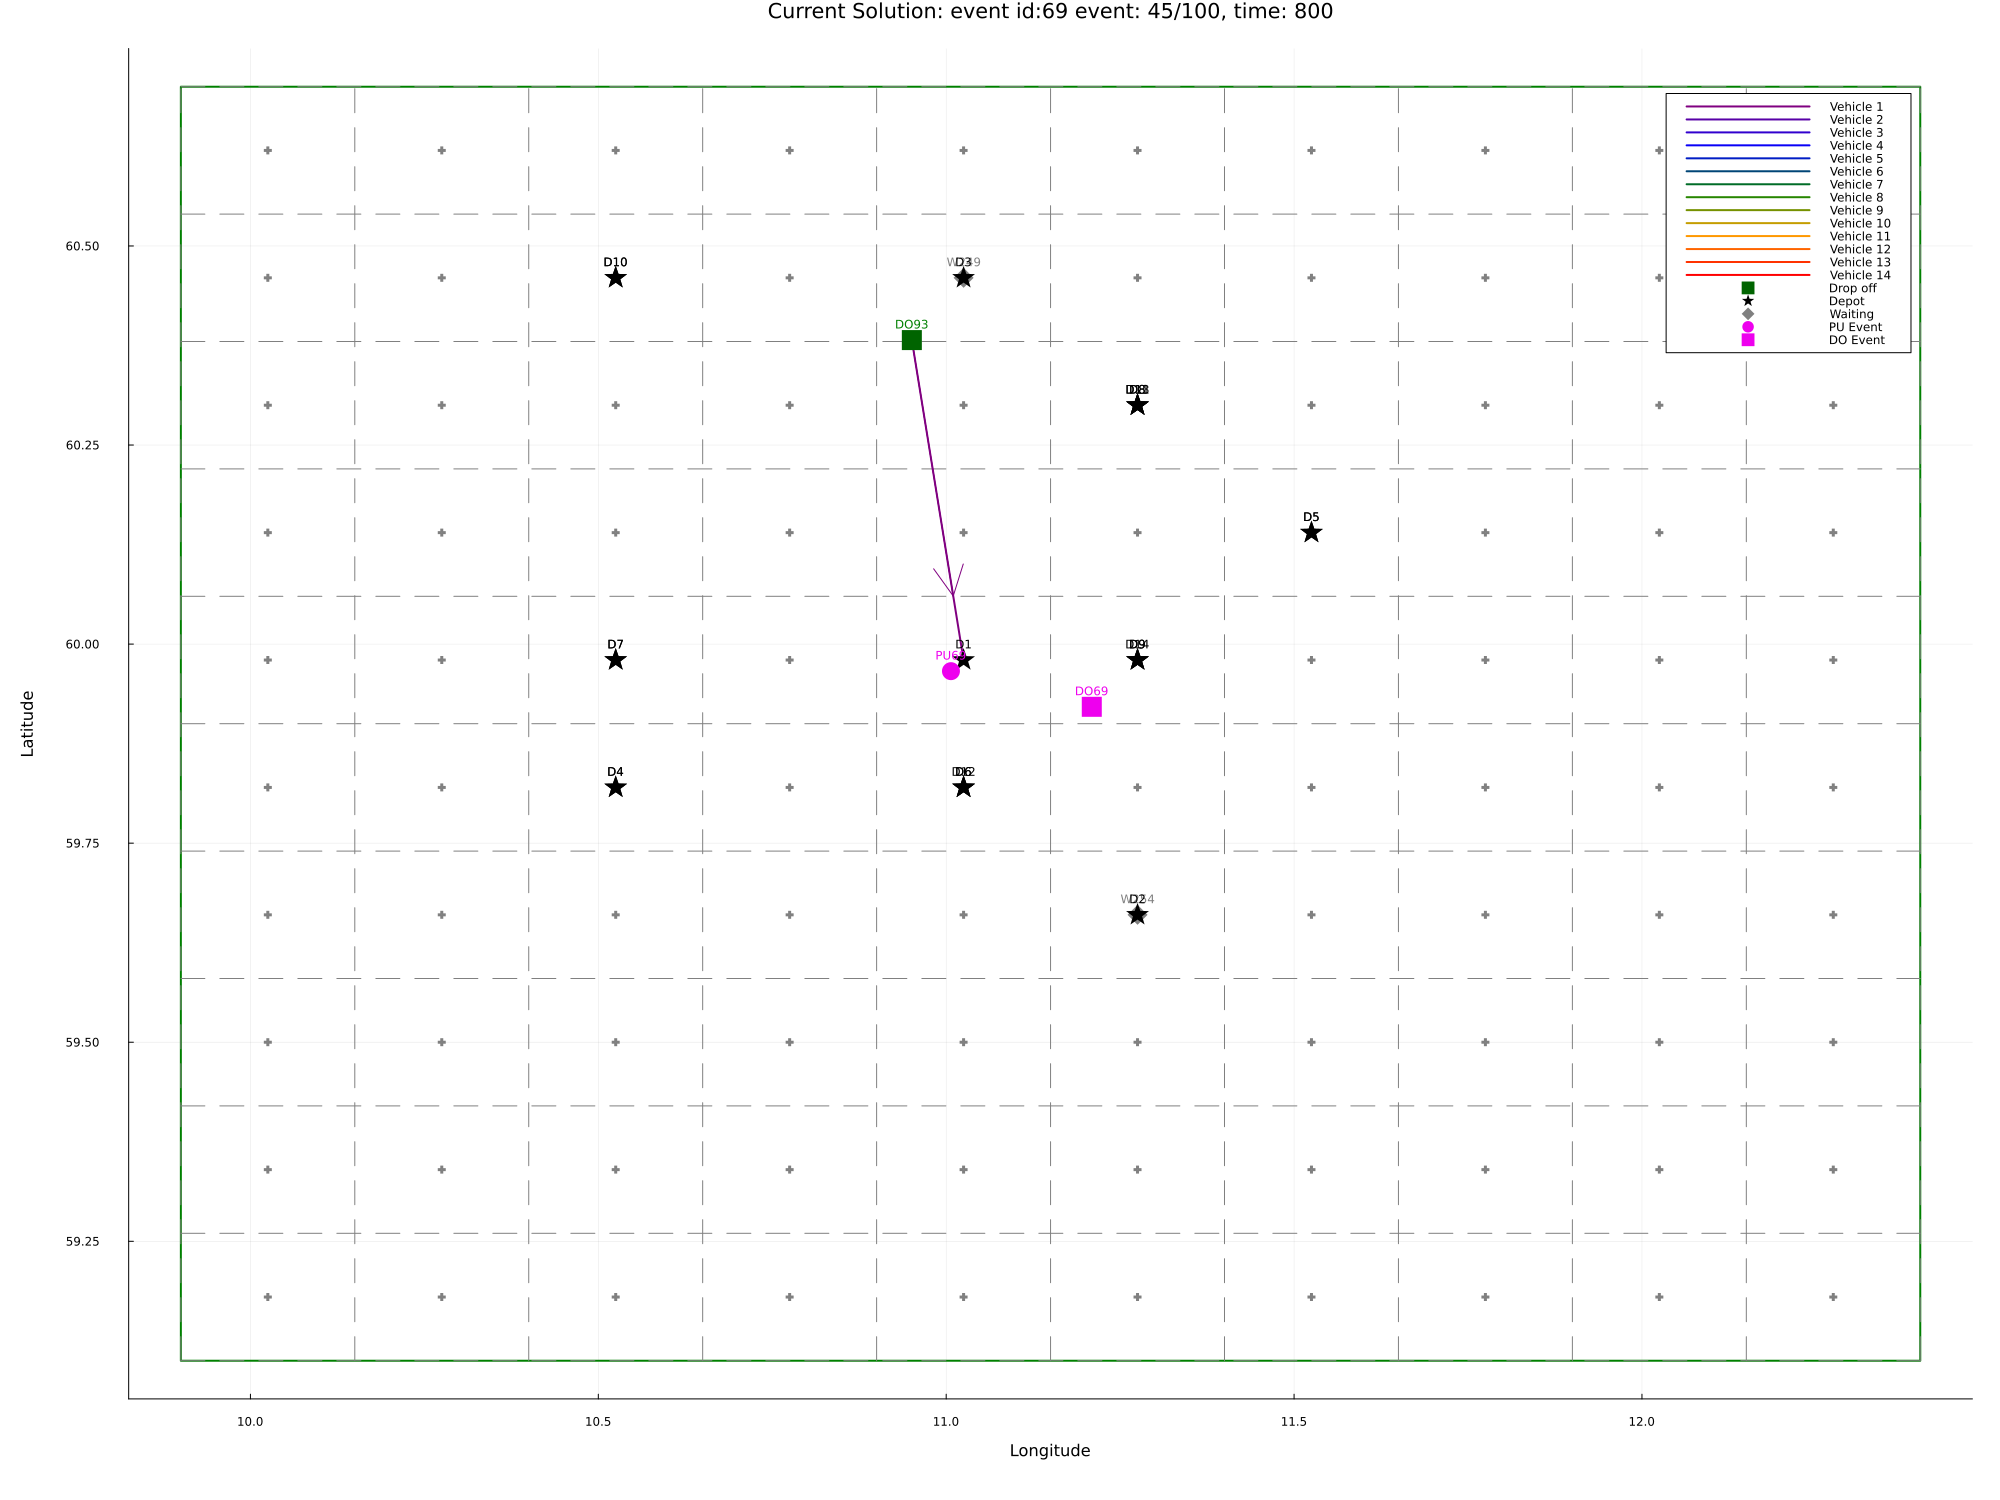 Current Solution: event id:69 event: 45/100, time: 800
Vehicle 1
Vehicle 2
Vehicle 3
Vehicle 4
Vehicle 5
Vehicle 6
Vehicle 7
Vehicle 8
Vehicle 9
Vehicle 10
Vehicle 11
Vehicle 12
Vehicle 13
Vehicle 14
Drop off
Depot
Waiting
PU Event
DO Event
60.50
D10
D3
DO93
60.25
D5
60.00
D7
D1
DO69
D4
59.75
D2
59.50
59.25
Latitude
10.0
10.5
11.0
11.5
12.0
Longitude